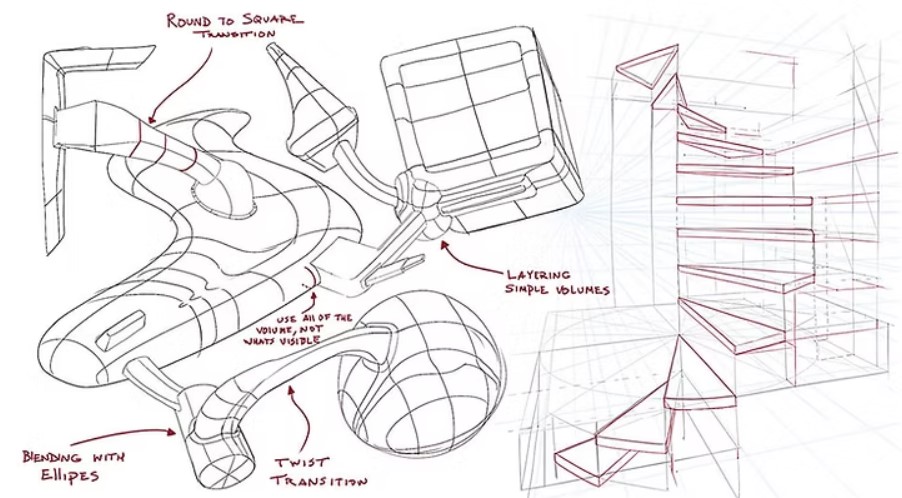 ROUND TO SQUARE
TRANSITION
LAYERING
SIMPLE VOLUMES
USE All OF THE
VOLUME, NOT
WHATS VISIBLE
BLENDING WITH
EllIPES
TWIST
TRANSITION